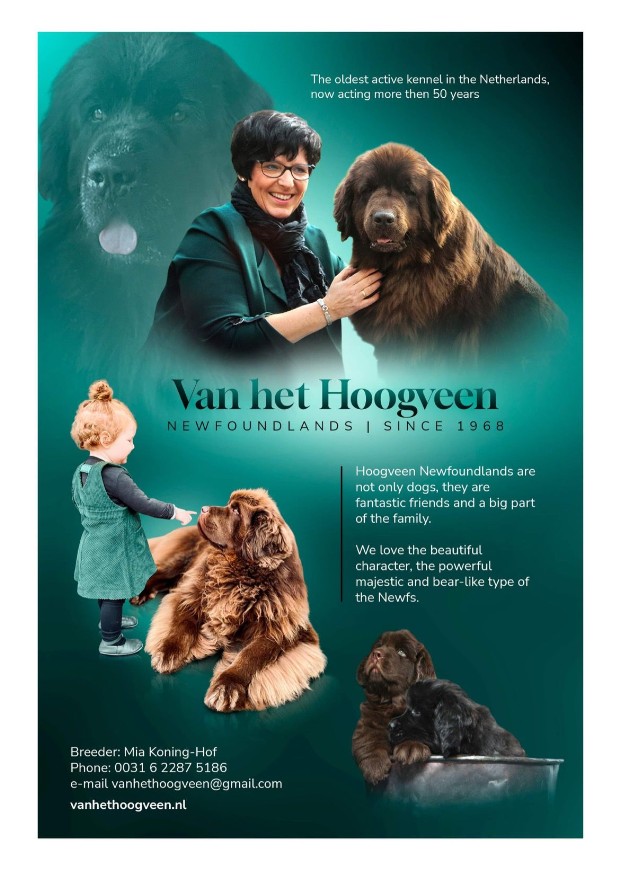 The oldest active kennel in the Netherlands,
now acting more then 50 years
Van het Hoogveen
NEWFOUNDLANDS | SINCE 1968
Hoogveen Newfoundlands are
not only dogs, they are
fantastic friends and a big part
of the family.
We love the beautiful
character, the powerful
majestic and bear-like type of
the Newfs.
Breeder: Mia Koning-Hof
Phone: 0031 6 2287 5186
e-mail vanhethoogveen@gmail.com
vanhethoogveen.nl